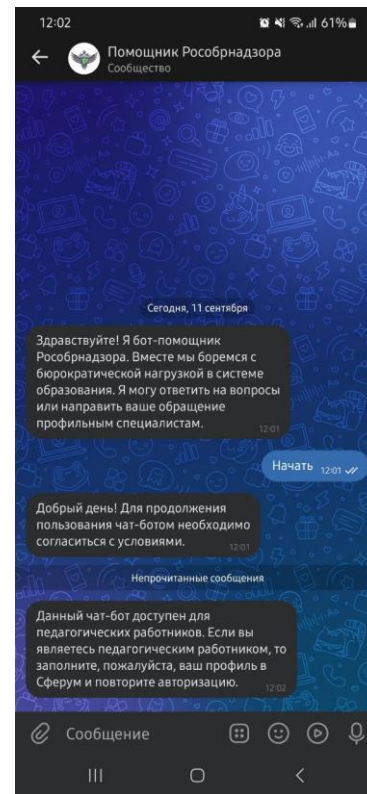 12:02
61%
Помощник Рособрнадзора
Сообщество
Сегодня, 11 сентября
Здравствуйте! Я бот-помощник
Рособрнадзора. Вместе мы боремся с
бюрократической нагрузкой в системе
образования. Я могу ответить на вопросы
или направить ваше обращение
профильным специалистам.
12:01
Начать 12:01
Добрый день! Для продолжения
пользования чат-ботом необходимо
согласиться с условиями.
12:01
Непрочитанные сообщения
Данный чат-бот доступен для
педагогических работников. Если вы
являетесь педагогическим работником, то
заполните, пожалуйста, ваш профиль в
Сферум и повторите авторизацию.
12:02
Сообщение